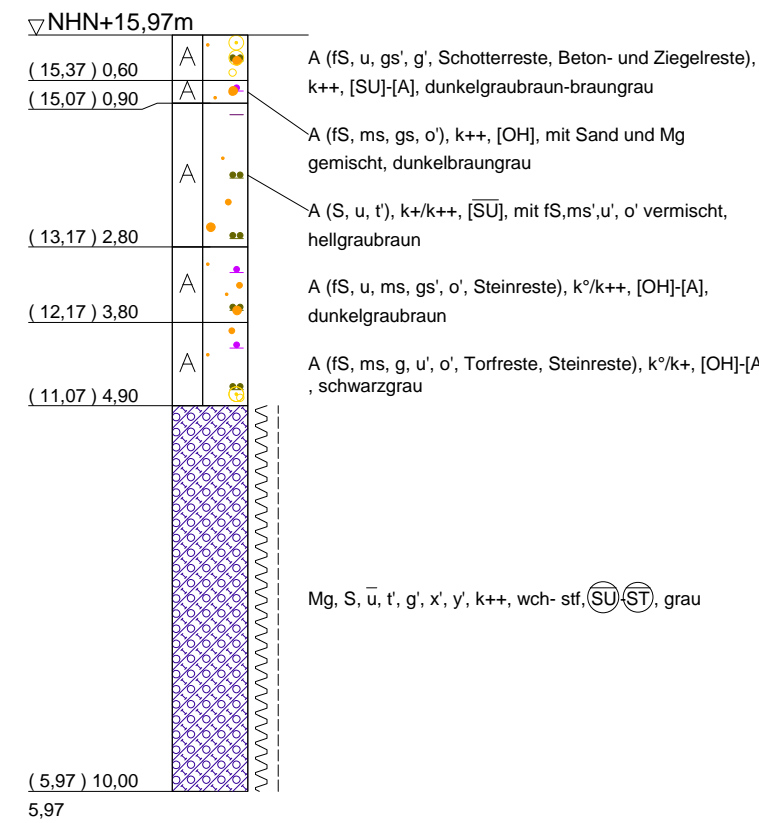 NHN+15,97m
A
A (fS, u, gs', g', Schotterreste, Beton- und Ziegelreste),
k++, [SU]-[A], dunkelgraubraun-braungrau
( 15,37 ) 0,60
A
( 15,07 ) 0,90
A (fS, ms, gs, o'), k++, [OH], mit Sand und Mg
gemischt, dunkelbraungrau
A
A (S, u, t'), k+/k++, [S̅U̅], mit fS,ms',u', o' vermischt,
hellgraubraun
( 13,17 ) 2,80
A
A (fS, u, ms, gs', o', Steinreste), k°/k++, [OH]-[A],
dunkelgraubraun
( 12,17 ) 3,80
A
A (fS, ms, g, u', o', Torfreste, Steinreste), k°/k+, [OH]-[A
, schwarzgrau
( 11,07 ) 4,90
Mg, S, u̅, t', g', x', y', k++, wch- stf, S̅U̅-S̅T̅, grau
( 5,97 ) 10,00
5,97